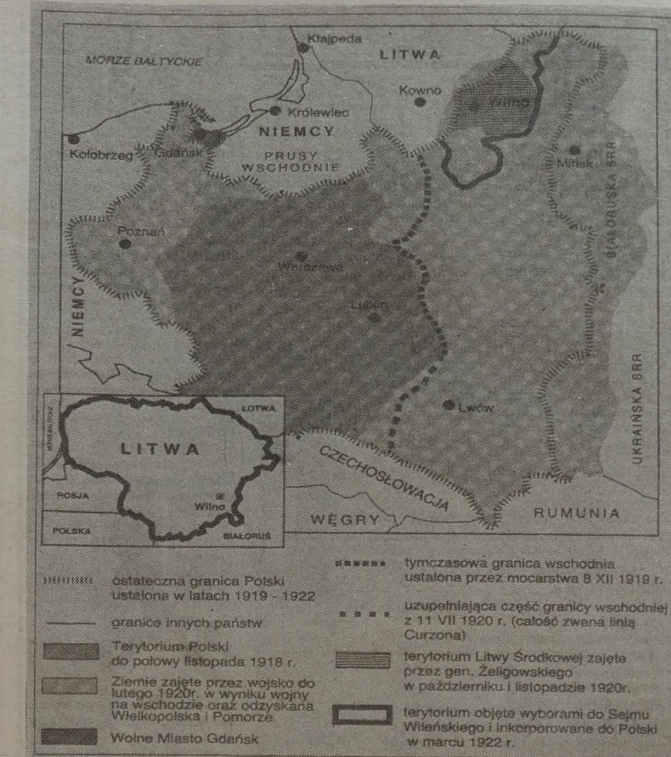 Kłajpeda
MORZE BAŁTYCKIE
LITWA
Kowno
Wilno
Królewiec
NIEMCY
Kołobrzeg
Gdańsk
PRUSY
WSCHODNIE
Mińsk
BIAŁORUSKA SRR
Poznań
Warszawa
NIEMCY
Lublin
Lwów
UKRAIŃSKA SRR
ŁOTWA
LITWA
CZECHOSŁOWACJA
ROSJA
Wilno
WĘGRY
RUMUNIA
POLSKA
BIAŁORUŚ
ostateczna granica Polski
ustalona w latach 1919 - 1922
granice innych państw
Terytorium Polski
do połowy listopada 1918 r.
Ziemie zajęte przez wojsko do
lutego 1920r. w wyniku wojny
na wschodzie oraz odzyskana
Wielkopolska i Pomorze
Wolne Miasto Gdańsk
tymczasowa granica wschodnia
ustalona przez mocarstwa 8 XII 1919 r.
uzupełniająca część granicy wschodniej
z 11 VII 1920 r. (całość zwana linią
Curzona)
terytorium Litwy Środkowej zajęte
przez gen. Żeligowskiego
w październiku i listopadzie 1920r.
terytorium objęte wyborami do Sejmu
Wileńskiego i inkorporowane do Polski
w marcu 1922 r.